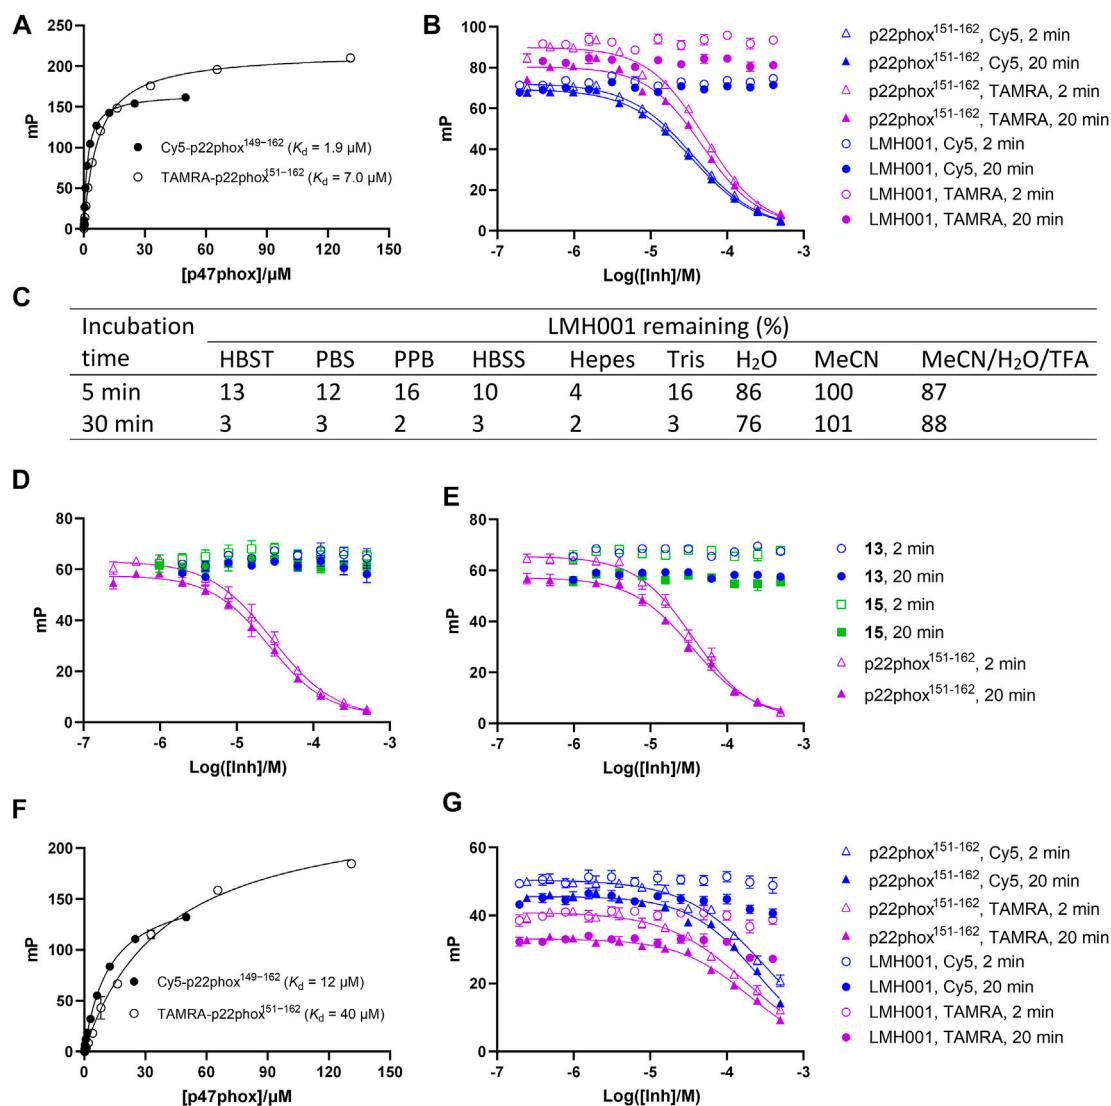 A
250
200
150
100
50
0
mP
Cy5-p22phox¹⁴⁹⁻¹⁶² (Kd = 1.9 µM)
TAMRA-p22phox¹⁵¹⁻¹⁶² (Kd = 7.0 µM)
0 30 60 90 120 150
[p47phox]/µM
B
100
80
60
40
20
0
mP
-7 -6 -5 -4 -3
Log([Inh]/M)
p22phox¹⁵¹⁻¹⁶², Cy5, 2 min
p22phox¹⁵¹⁻¹⁶², Cy5, 20 min
p22phox¹⁵¹⁻¹⁶², TAMRA, 2 min
p22phox¹⁵¹⁻¹⁶², TAMRA, 20 min
LMH001, Cy5, 2 min
LMH001, Cy5, 20 min
LMH001, TAMRA, 2 min
LMH001, TAMRA, 20 min
C
Incubation LMH001 remaining (%)
time HBST PBS PPB HBSS Hepes Tris H₂O MeCN MeCN/H₂O/TFA
5 min 13 12 16 10 4 16 86 100 87
30 min 3 3 2 3 2 3 76 101 88
D
80
60
40
20
0
mP
-7 -6 -5 -4 -3
Log([Inh]/M)
E
80
60
40
20
0
mP
-7 -6 -5 -4 -3
Log([Inh]/M)
13, 2 min
13, 20 min
15, 2 min
15, 20 min
p22phox¹⁵¹⁻¹⁶², 2 min
p22phox¹⁵¹⁻¹⁶², 20 min
F
200
150
100
50
0
mP
Cy5-p22phox¹⁴⁹⁻¹⁶² (Kd = 12 µM)
TAMRA-p22phox¹⁵¹⁻¹⁶² (Kd = 40 µM)
0 30 60 90 120 150
[p47phox]/µM
G
60
40
20
0
mP
-7 -6 -5 -4 -3
Log([Inh]/M)
p22phox¹⁵¹⁻¹⁶², Cy5, 2 min
p22phox¹⁵¹⁻¹⁶², Cy5, 20 min
p22phox¹⁵¹⁻¹⁶², TAMRA, 2 min
p22phox¹⁵¹⁻¹⁶², TAMRA, 20 min
LMH001, Cy5, 2 min
LMH001, Cy5, 20 min
LMH001, TAMRA, 2 min
LMH001, TAMRA, 20 min